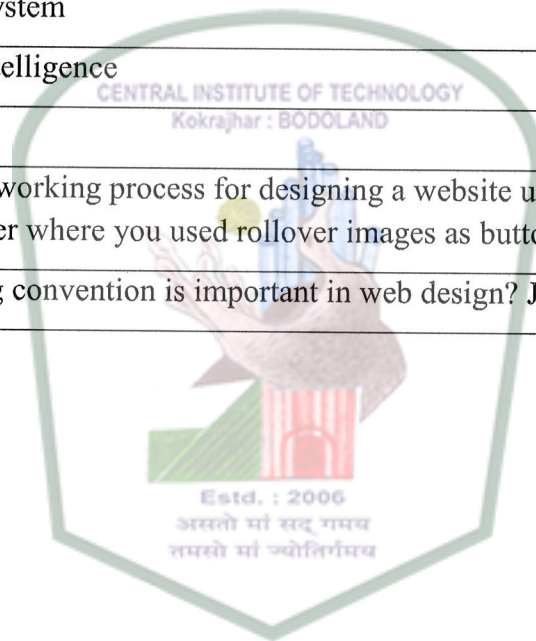 ystem
elligence
CENTRAL INSTITUTE OF TECHNOLOGY
Kokrajhar : BODOLAND
working process for designing a website u
er where you used rollover images as butto
g convention is important in web design? J
Estd. : 2006
असतो मां सद् गमय
तमसो मां ज्योतिर्गमय